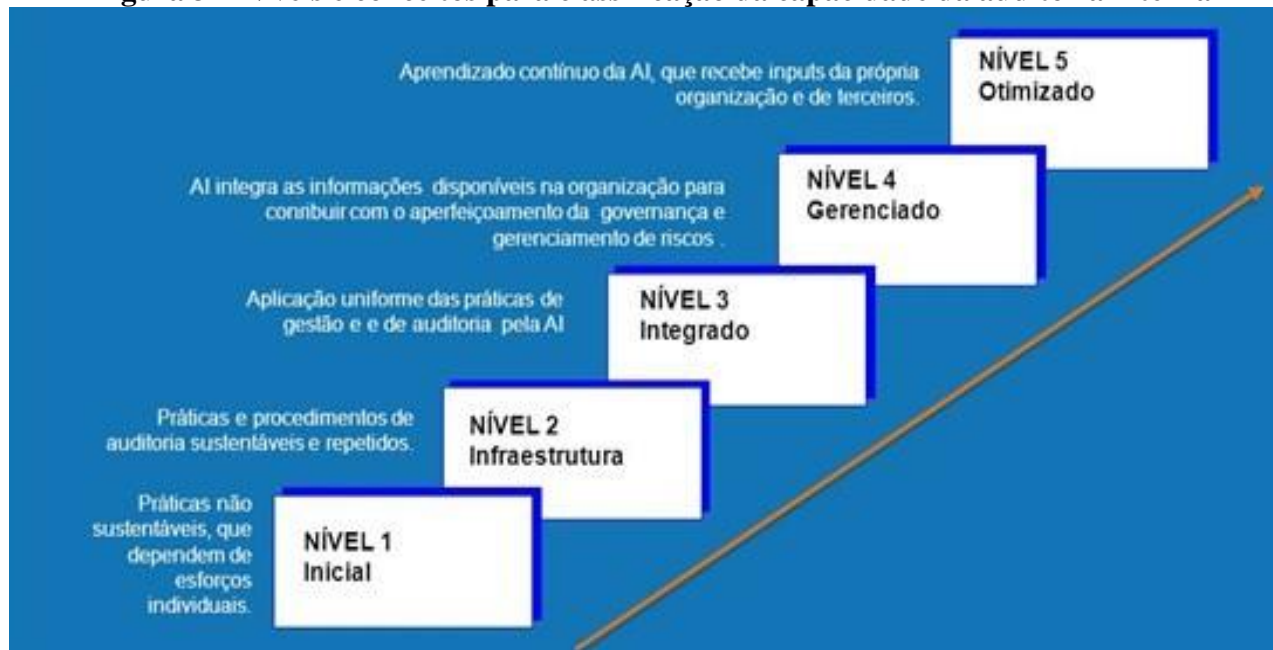 NÍVEL 5
Otimizado
Aprendizado contínuo da AI, que recebe inputs da própria
organização e de terceiros.
NÍVEL 4
Gerenciado
AI integra as informações disponíveis na organização para
contribuir com o aperfeiçoamento da governança e
gerenciamento de riscos .
NÍVEL 3
Integrado
Aplicação uniforme das práticas de
gestão e e de auditoria pela AI
NÍVEL 2
Infraestrutura
Práticas e procedimentos de
auditoria sustentáveis e repetidos.
NÍVEL 1
Inicial
Práticas não
sustentáveis, que
dependem de
esforços
individuais.